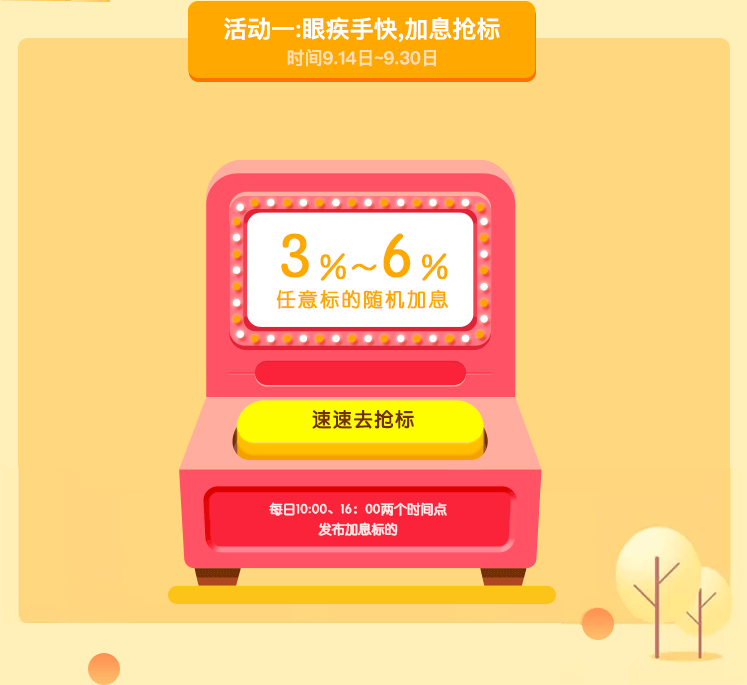 活动一:眼疾手快,加息抢标
时间9.14日~9.30日
3%~6%
任意标的随机加息
速速去抢标
每日10:00、16：00两个时间点
发布加息标的